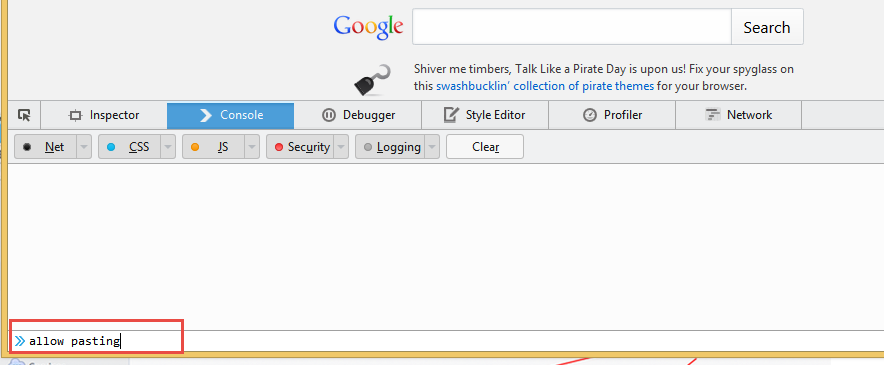 Google
Search
Shiver me timbers, Talk Like a Pirate Day is upon us! Fix your spyglass on
this swashbucklin' collection of pirate themes for your browser.
Inspector
Console
Debugger
Style Editor
Profiler
Network
Net
CSS
JS
Security
Logging
Clear
allow pasting